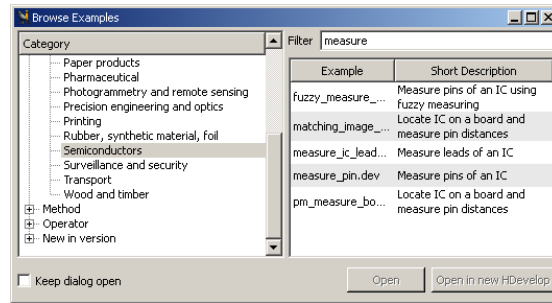 Browse Examples
Category
Paper products
Pharmaceutical
Photogrammetry and remote sensing
Precision engineering and optics
Printing
Rubber, synthetic material, foil
Semiconductors
Surveillance and security
Transport
Wood and timber
Method
Operator
New in version
Filter measure
Example Short Description
fuzzy_measure_... Measure pins of an IC using
fuzzy measuring
matching_image_... Locate IC on a board and
measure pin distances
measure_ic_lead... Measure leads of an IC
measure_pin.dev Measure pins of an IC
pm_measure_bo... Locate IC on a board and
measure pin distances
Keep dialog open
Open
Open in new HDevelop